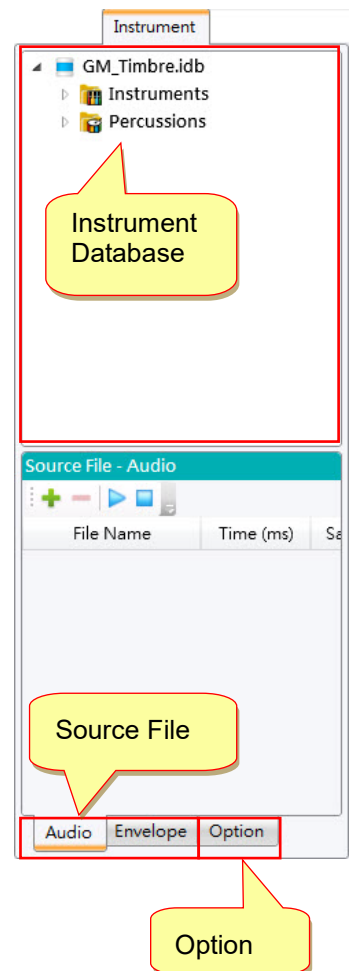 Instrument
GM_Timbre.idb
Instruments
Percussions
Instrument
Database
Source File - Audio
File Name Time (ms) Sa
Source File
Audio Envelope Option
Option